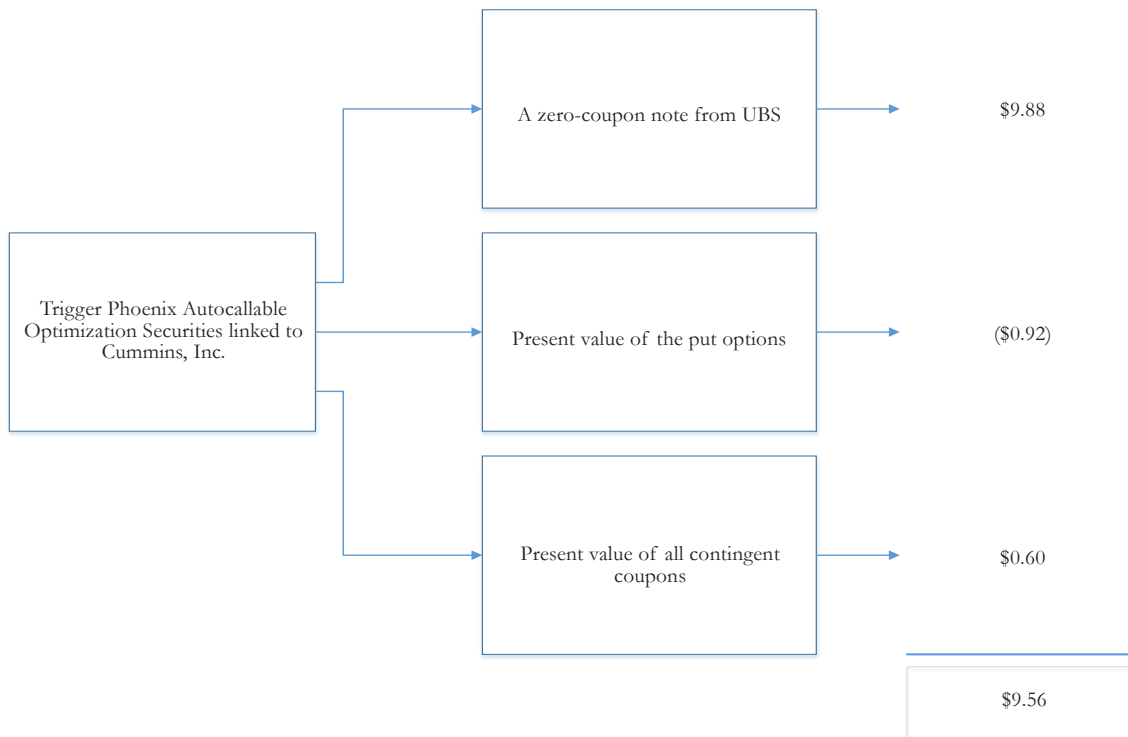 A zero-coupon note from UBS
$9.88
Trigger Phoenix Autocallable
Optimization Securities linked to
Cummins, Inc.
Present value of the put options
($0.92)
Present value of all contingent
coupons
$0.60
$9.56